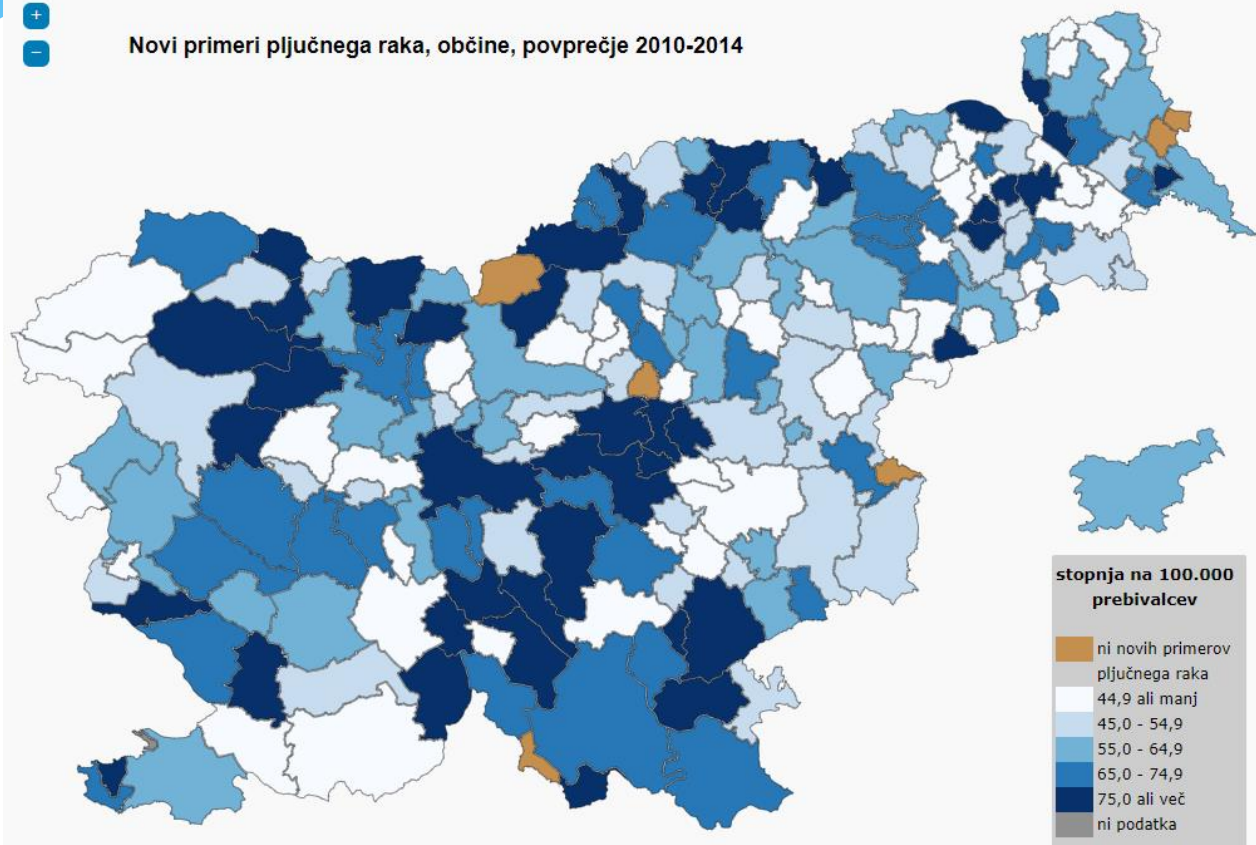 +
−
Novi primeri pljučnega raka, občine, povprečje 2010-2014
stopnja na 100.000
prebivalcev
ni novih primerov
pljučnega raka
44,9 ali manj
45,0 - 54,9
55,0 - 64,9
65,0 - 74,9
75,0 ali več
ni podatka